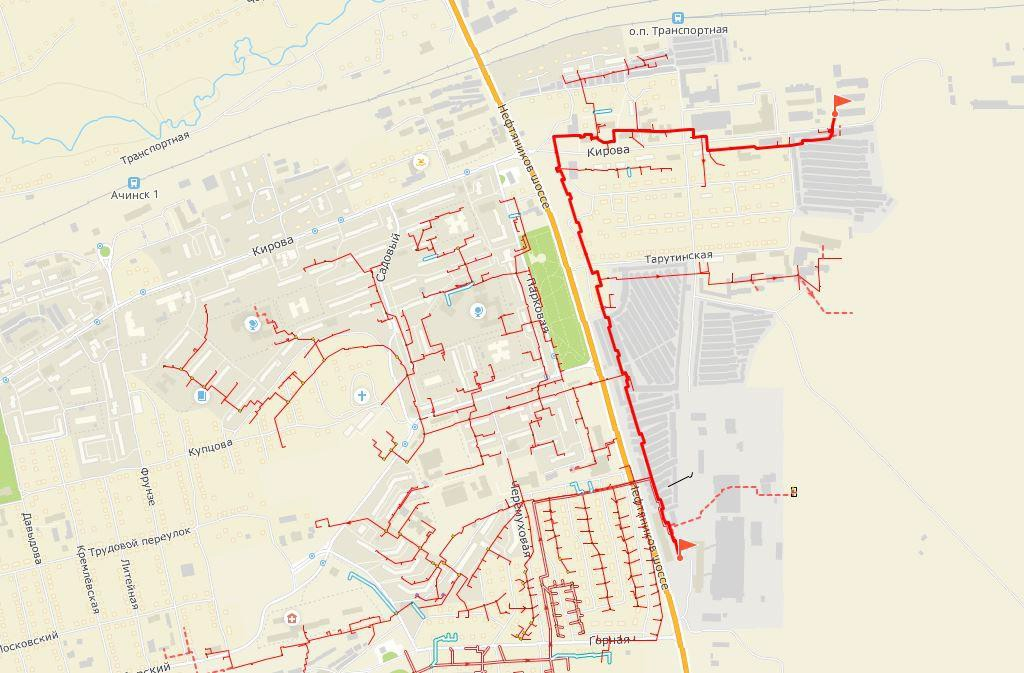 о.п. Транспортная
Нефтяников шоссе
Транспортная
Кирова
Ачинск 1
Кирова
Садовый
Тарутинская
Парковая
Купцова
Фрунзе
Черемуховая
Нефтяников шоссе
Давыдова
Трудовой переулок
Кремлёвская
Литейная
Московский
Горная